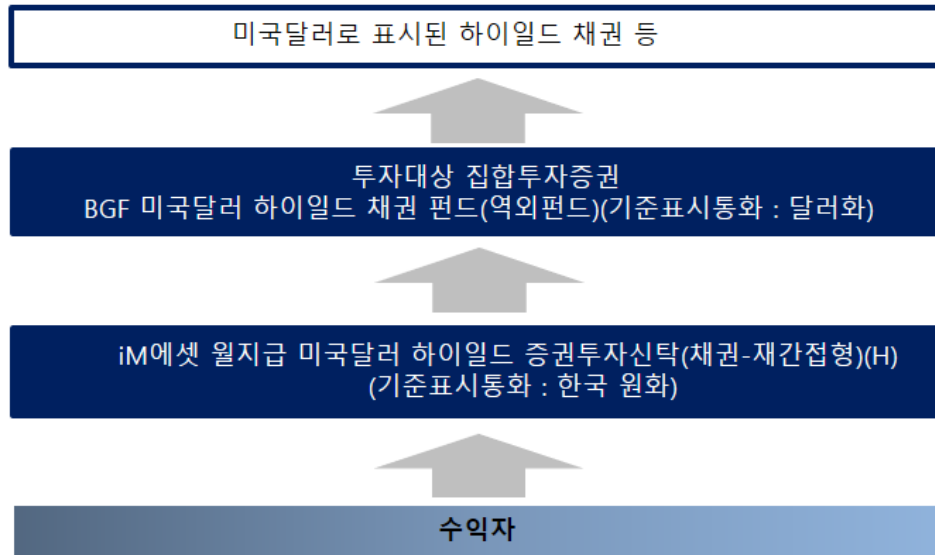 미국달러로 표시된 하이일드 채권 등
투자대상 집합투자증권
BGF 미국달러 하이일드 채권 펀드(역외펀드)(기준표시통화 : 달러화)
iM에셋 월지급 미국달러 하이일드 증권투자신탁(채권-재간접형)(H)
(기준표시통화 : 한국 원화)
수익자